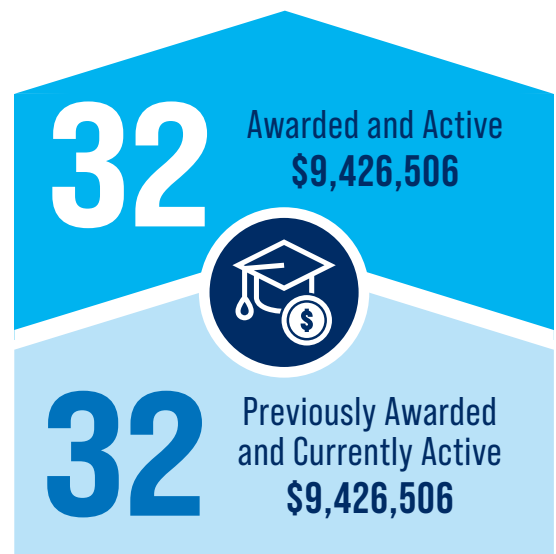 32
Awarded and Active
$9,426,506
$
32
Previously Awarded
and Currently Active
$9,426,506